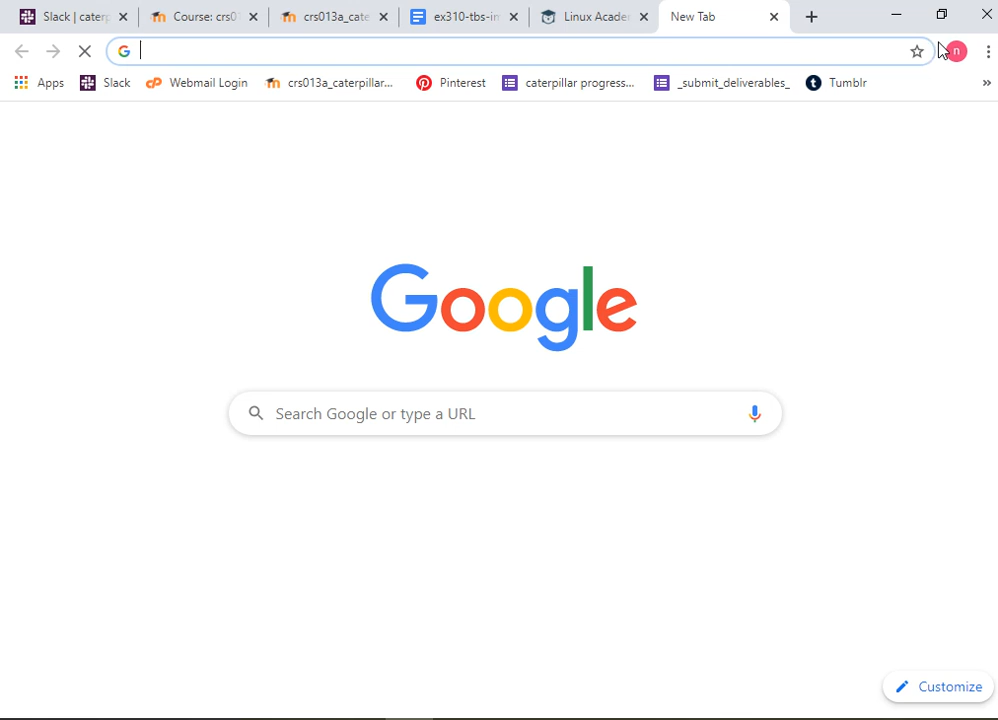 Slack | caterp Course: crs0 crs013a_cate ex310-tbs-in Linux Acader New Tab
n
Apps Slack Webmail Login crs013a_caterpillar... Pinterest caterpillar progress... _submit_deliverables_ Tumblr »
Google
Search Google or type a URL
Customize